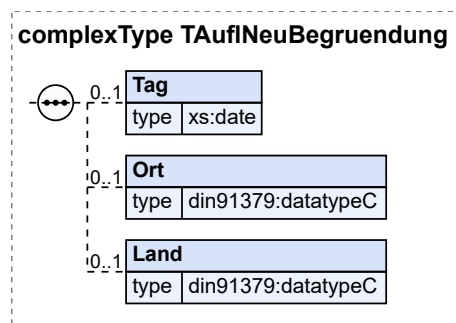 complexType TAuflNeuBegruendung
0..1 Tag
type xs:date
0..1 Ort
type din91379:datatypeC
0..1 Land
type din91379:datatypeC